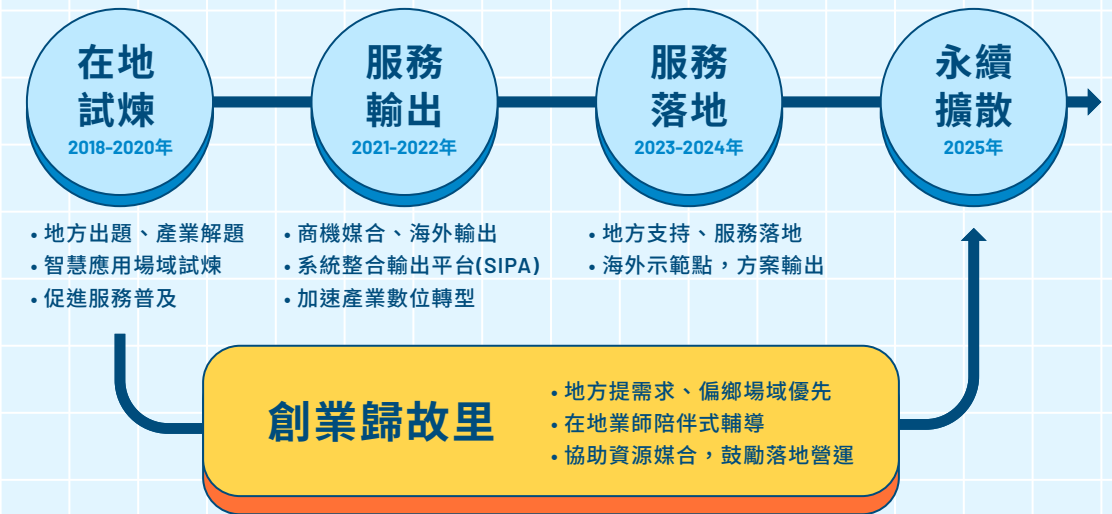 在地
試煉
2018-2020年
服務
輸出
2021-2022年
服務
落地
2023-2024年
永續
擴散
2025年
• 地方出題、產業解題
• 智慧應用場域試煉
• 促進服務普及
• 商機媒合、海外輸出
• 系統整合輸出平台(SIPA)
• 加速產業數位轉型
• 地方支持、服務落地
• 海外示範點，方案輸出
創業歸故里
• 地方提需求、偏鄉場域優先
• 在地業師陪伴式輔導
• 協助資源媒合，鼓勵落地營運